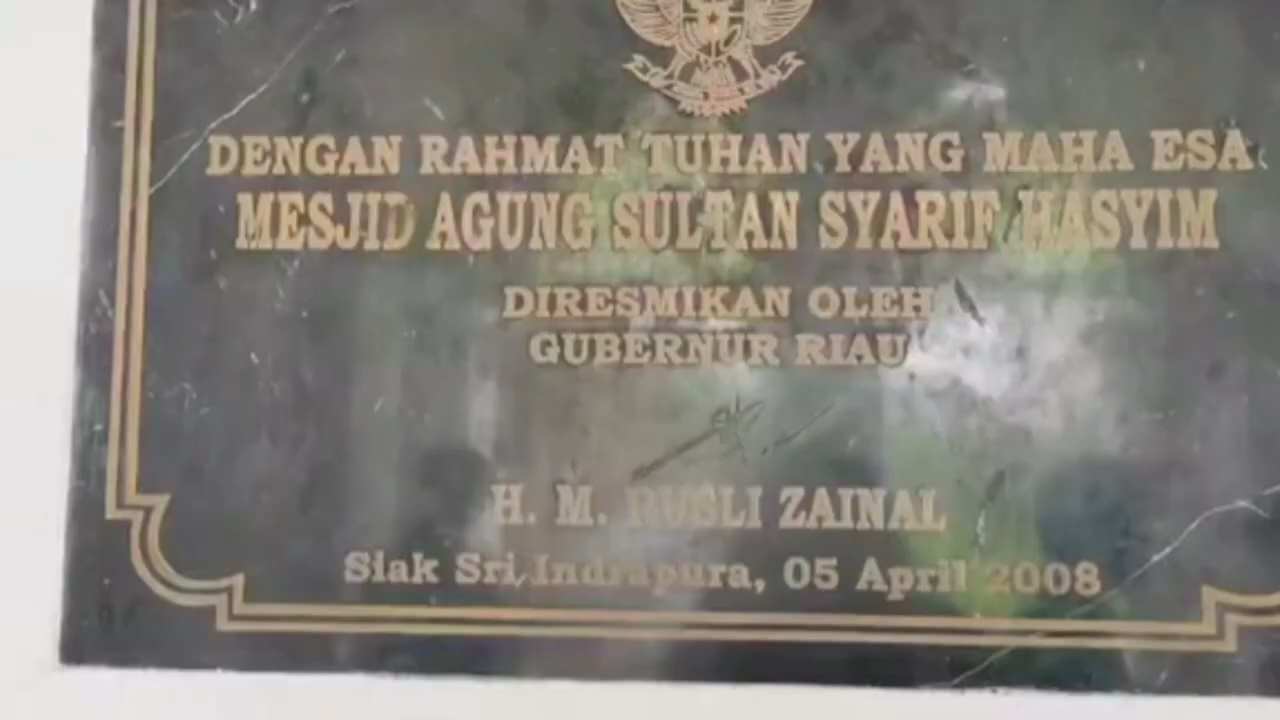 DENGAN RAHMAT TUHAN YANG MAHA ESA
MESJID AGUNG SULTAN SYARIF HASYIM
DIRESMIKAN OLEH
GUBERNUR RIAU
H. M. RUSLI ZAINAL
Siak Sri Indrapura, 05 April 2008